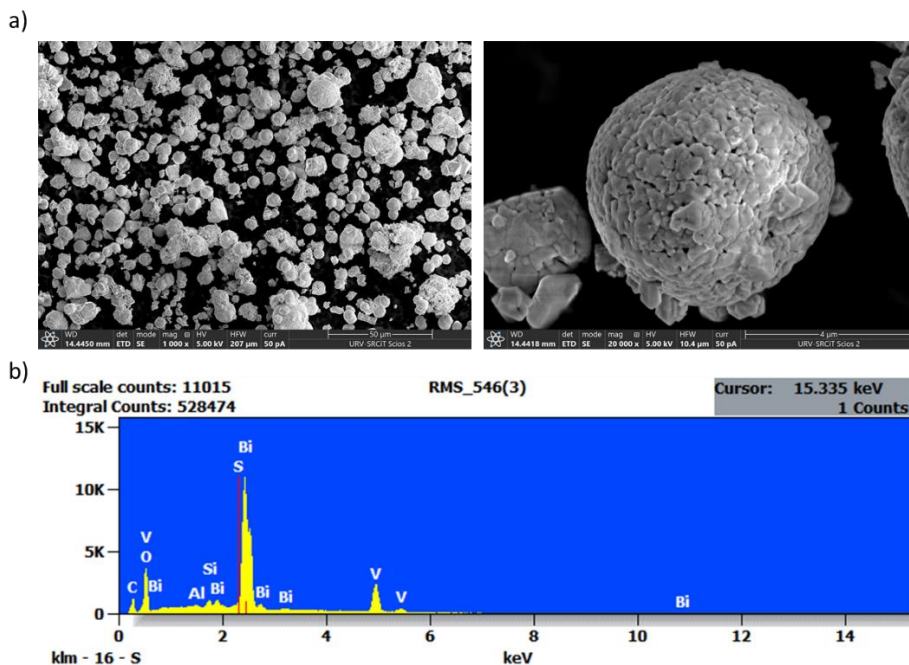 a)
WD det mode mag HV HFW curr 50 μm
14.4450 mm ETD SE 1 000 x 5.00 kV 207 μm 50 pA URV-SRCiT Scios 2
WD det mode mag HV HFW curr 4 μm
14.4418 mm ETD SE 20 000 x 5.00 kV 10.4 μm 50 pA URV-SRCiT Scios 2
b)
Full scale counts: 11015 RMS_546(3) Cursor: 15.335 keV
Integral Counts: 528474 1 Counts
15K
10K
5K
0
Bi
S
V
O
C
Bi
Al
Si
Bi
Bi
Bi
V
V
Bi
0 2 4 6 8 10 12 14
klm - 16 - S keV